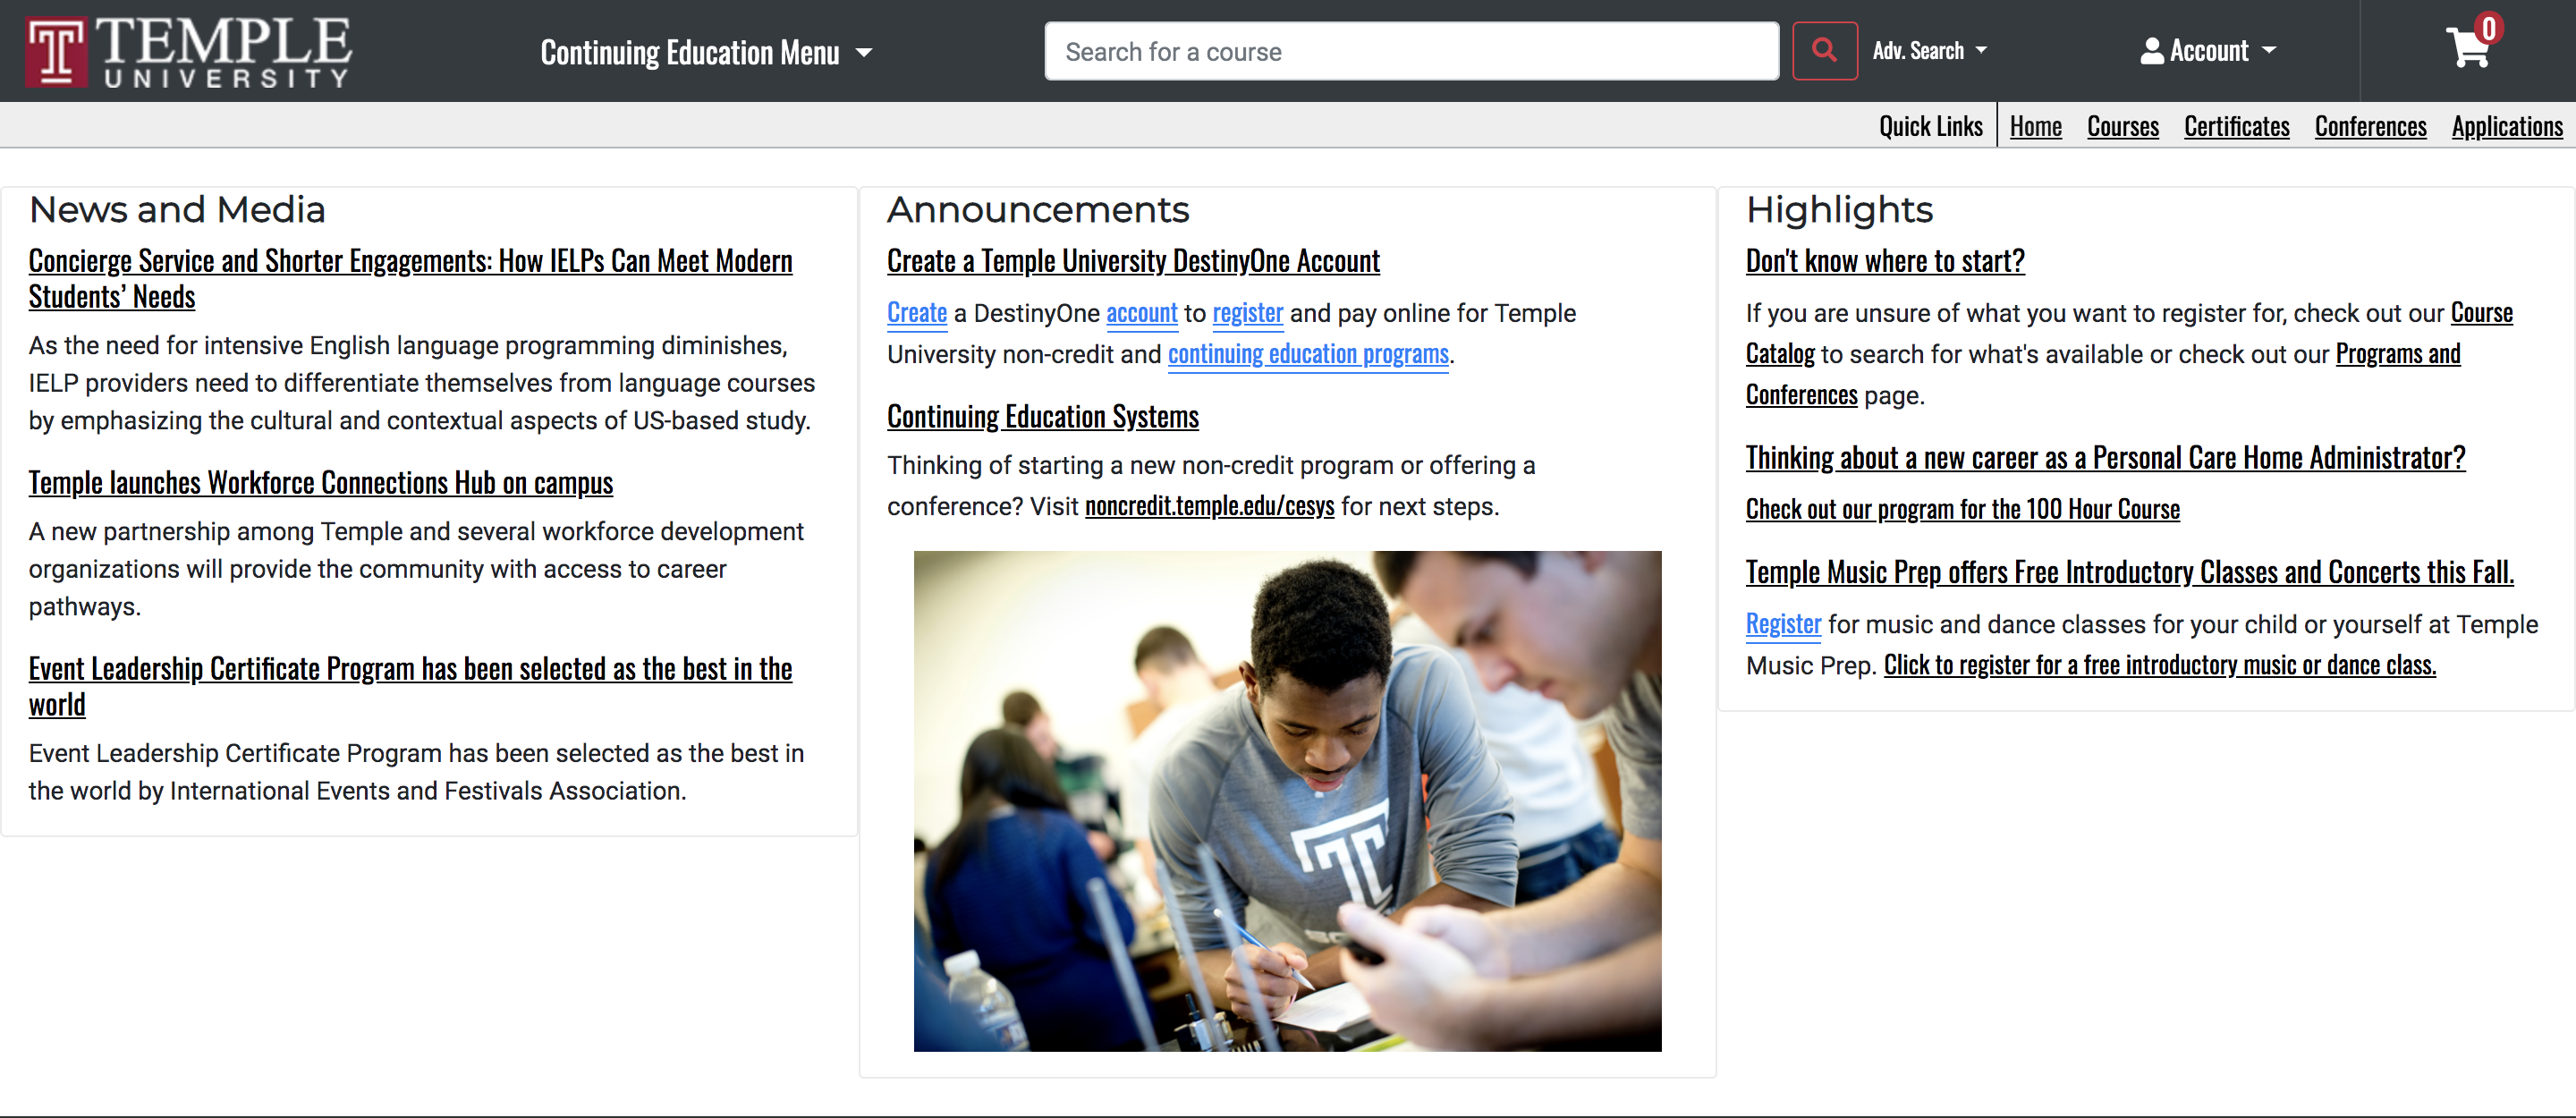 TEMPLE
UNIVERSITY
Continuing Education Menu
Search for a course
Adv. Search
Account
0
Quick Links
Home
Courses
Certificates
Conferences
Applications
News and Media
Concierge Service and Shorter Engagements: How IELPs Can Meet Modern
Students’ Needs
As the need for intensive English language programming diminishes,
IELP providers need to differentiate themselves from language courses
by emphasizing the cultural and contextual aspects of US-based study.
Temple launches Workforce Connections Hub on campus
A new partnership among Temple and several workforce development
organizations will provide the community with access to career
pathways.
Event Leadership Certificate Program has been selected as the best in the
world
Event Leadership Certificate Program has been selected as the best in
the world by International Events and Festivals Association.
Announcements
Create a Temple University DestinyOne Account
Create a DestinyOne account to register and pay online for Temple
University non-credit and continuing education programs.
Continuing Education Systems
Thinking of starting a new non-credit program or offering a
conference? Visit noncredit.temple.edu/cesys for next steps.
Highlights
Don't know where to start?
If you are unsure of what you want to register for, check out our Course
Catalog to search for what's available or check out our Programs and
Conferences page.
Thinking about a new career as a Personal Care Home Administrator?
Check out our program for the 100 Hour Course
Temple Music Prep offers Free Introductory Classes and Concerts this Fall.
Register for music and dance classes for your child or yourself at Temple
Music Prep. Click to register for a free introductory music or dance class.